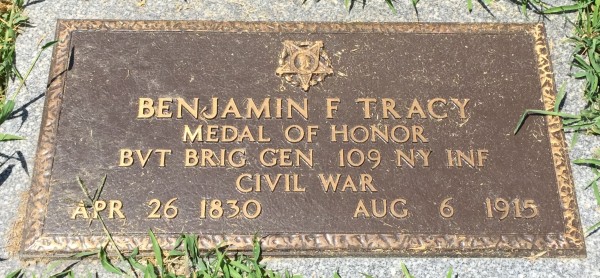 BENJAMIN F TRACY
MEDAL OF HONOR
BVT BRIG GEN 109 NY INF
CIVIL WAR
APR 26 1830 AUG 6 1915